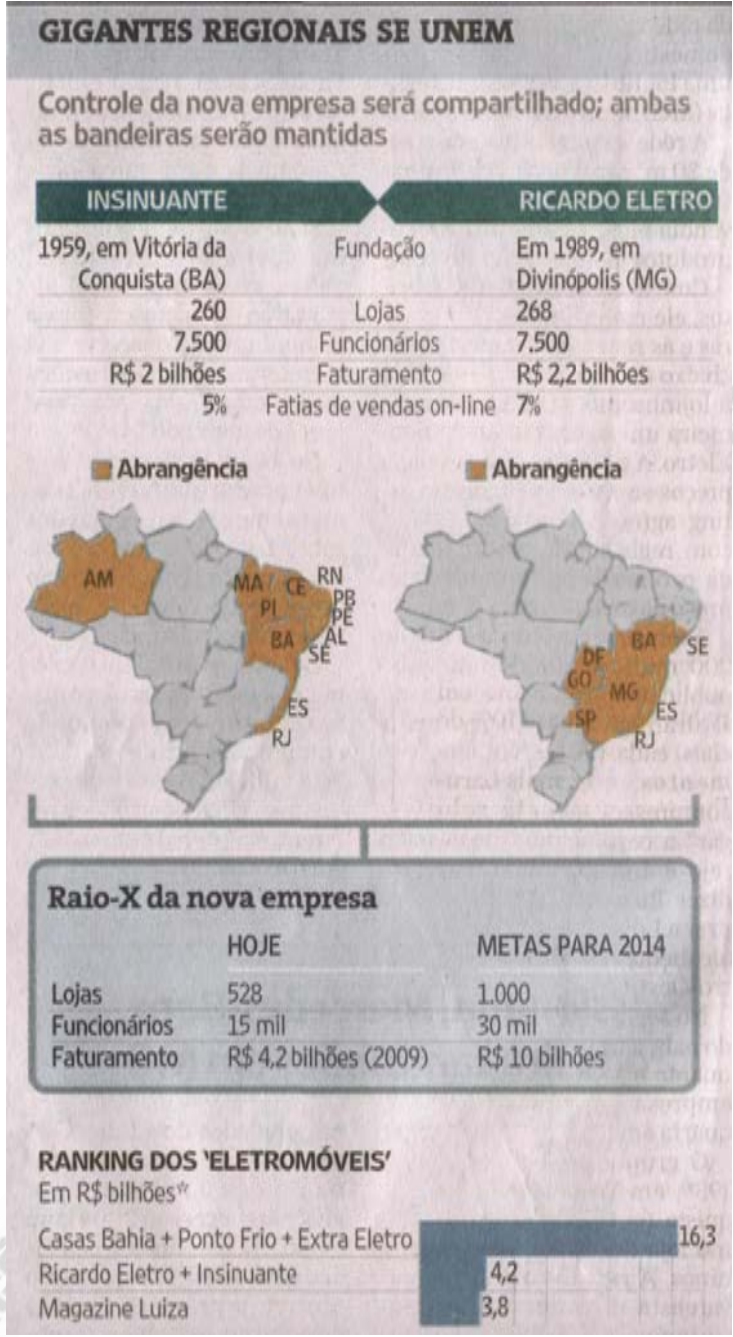 GIGANTES REGIONAIS SE UNEM
Controle da nova empresa será compartilhado; ambas
as bandeiras serão mantidas
INSINUANTE RICARDO ELETRO
1959, em Vitória da Fundação Em 1989, em
Conquista (BA) Divinópolis (MG)
260 Lojas 268
7.500 Funcionários 7.500
R$ 2 bilhões Faturamento R$ 2,2 bilhões
5% Fatias de vendas on-line 7%
Abrangência
AM
MA
CE
RN
PB
PI
PE
AL
BA
SE
ES
RJ
Abrangência
BA
SE
DF
GO
MG
SP
ES
RJ
Raio-X da nova empresa
HOJE METAS PARA 2014
Lojas 528 1.000
Funcionários 15 mil 30 mil
Faturamento R$ 4,2 bilhões (2009) R$ 10 bilhões
RANKING DOS 'ELETROMÓVEIS'
Em R$ bilhões*
Casas Bahia + Ponto Frio + Extra Eletro 16,3
Ricardo Eletro + Insinuante 4,2
Magazine Luiza 3,8